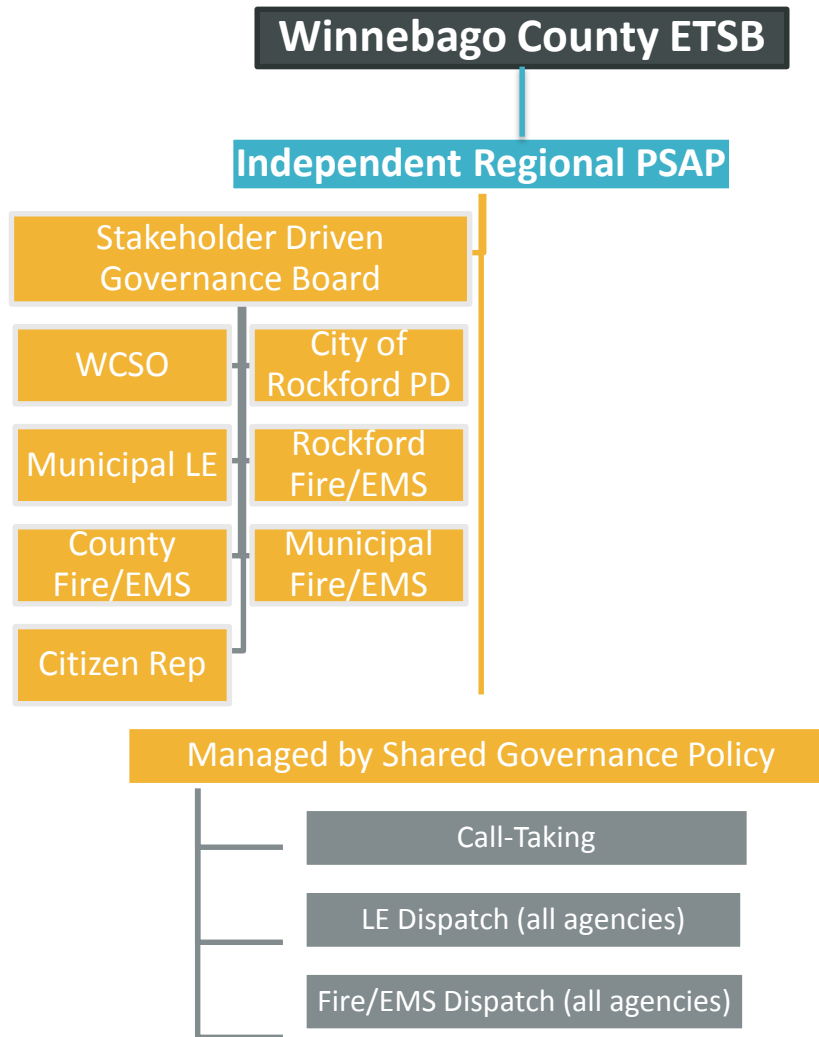 Winnebago County ETSB
Independent Regional PSAP
Stakeholder Driven
Governance Board
WCSO
City of
Rockford PD
Municipal LE
Rockford
Fire/EMS
County
Fire/EMS
Municipal
Fire/EMS
Citizen Rep
Managed by Shared Governance Policy
Call-Taking
LE Dispatch (all agencies)
Fire/EMS Dispatch (all agencies)